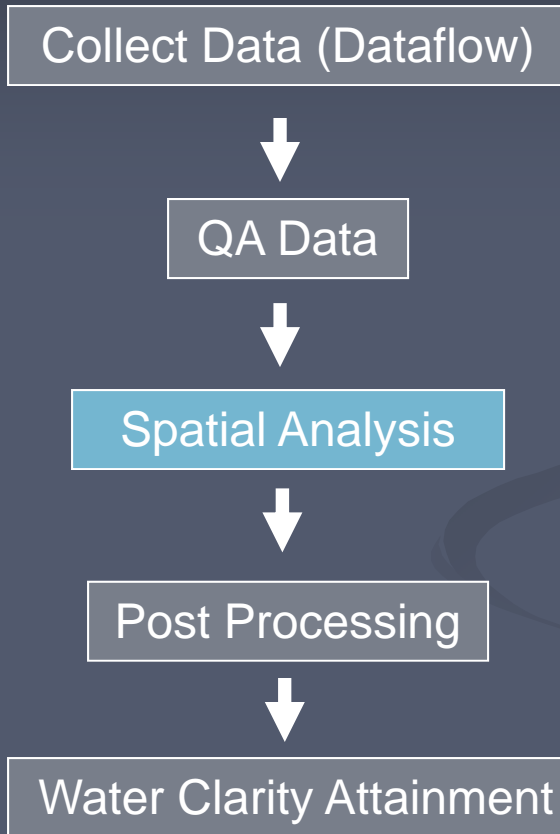 Collect Data (Dataflow)
QA Data
Spatial Analysis
Post Processing
Water Clarity Attainment